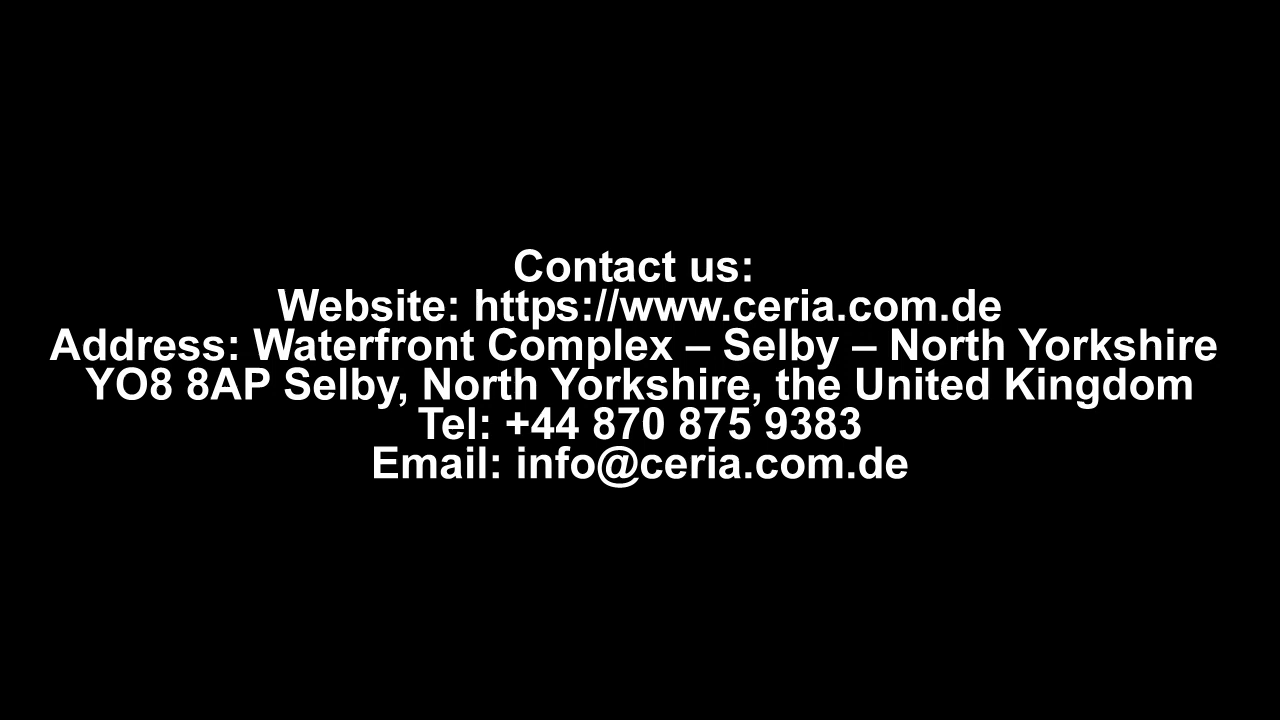 Contact us:
Website: https://www.ceria.com.de
Address: Waterfront Complex – Selby – North Yorkshire
YO8 8AP Selby, North Yorkshire, the United Kingdom
Tel: +44 870 875 9383
Email: info@ceria.com.de